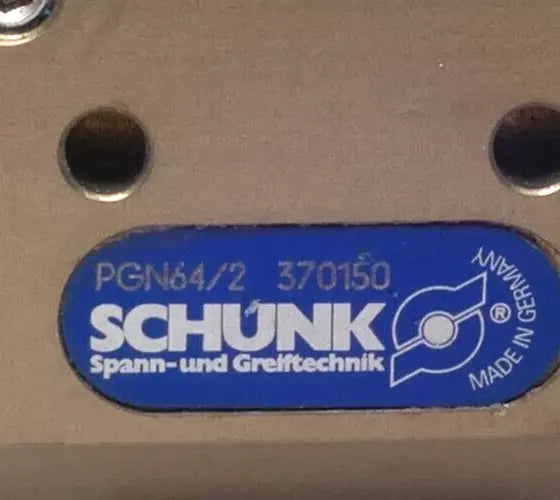 PGN64/2 370150
SCHUNK
Spann-und Greiftechnik
®
MADE IN GERMANY